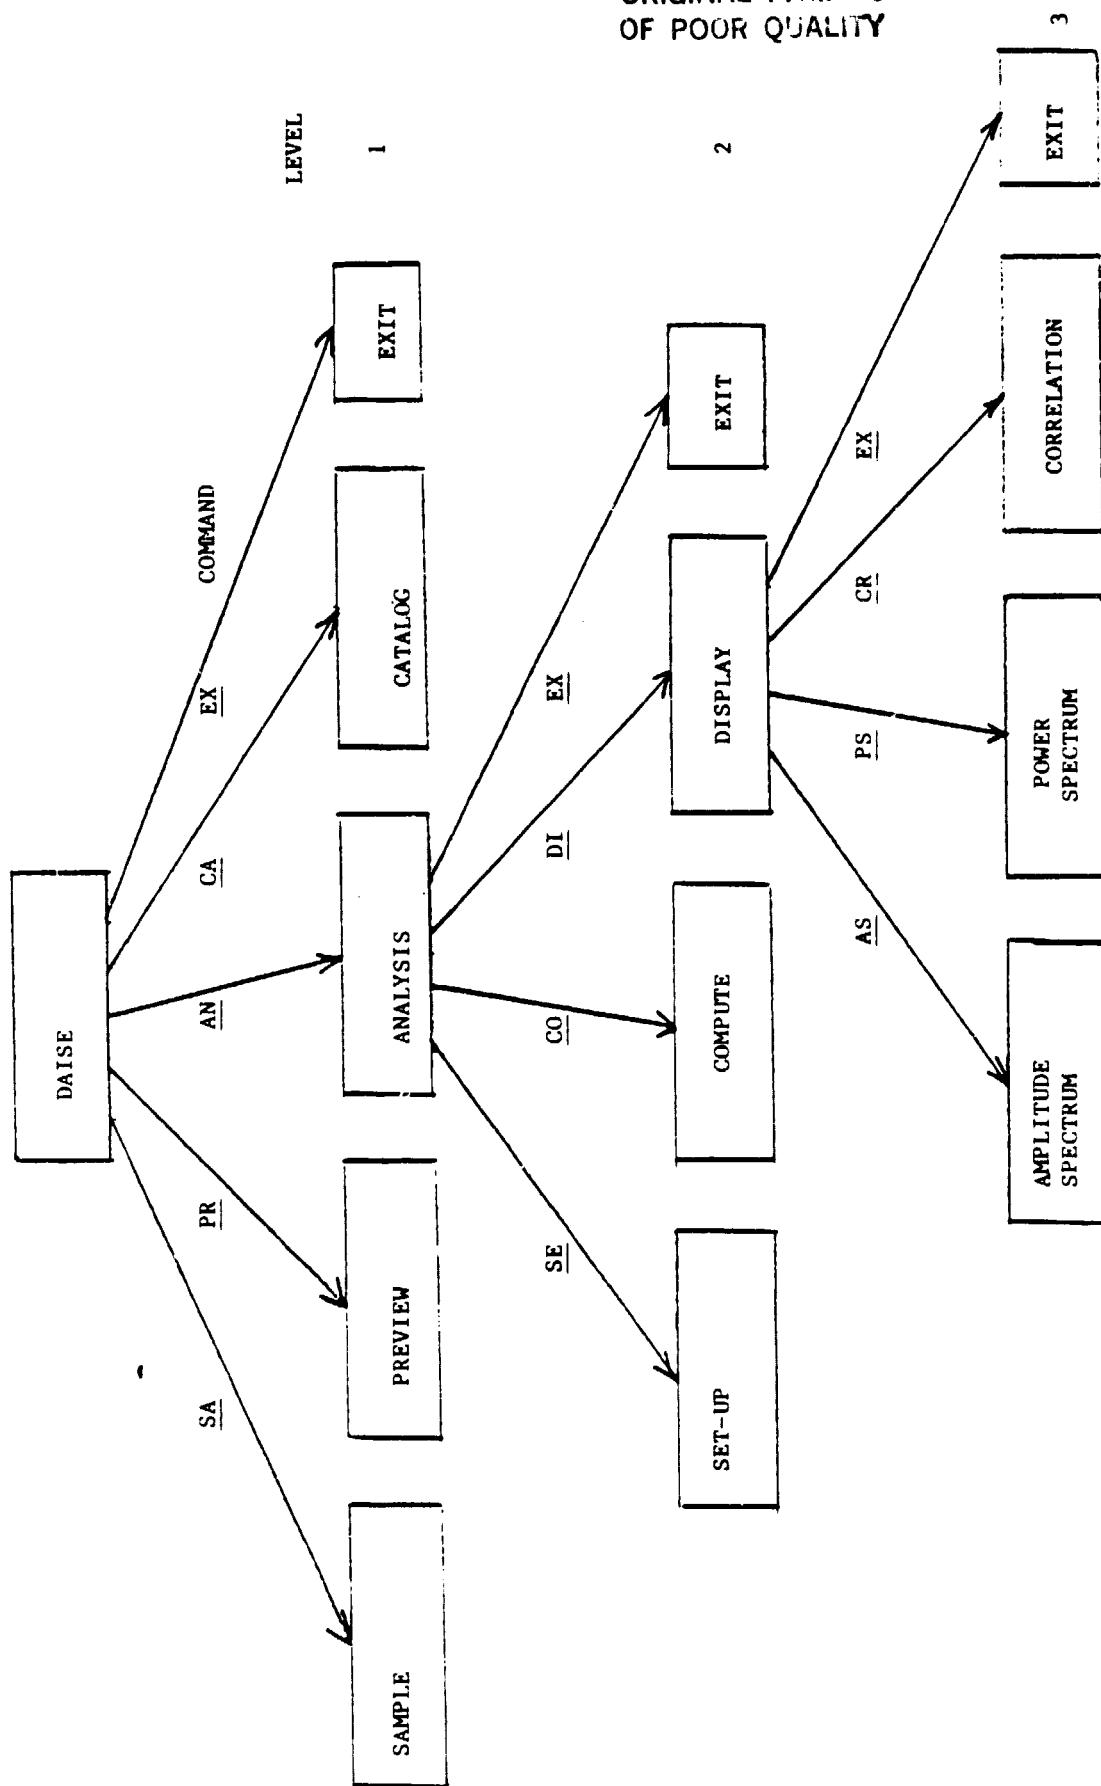 OF POOR QUALITY
DAISE
LEVEL
COMMAND
SA
PR
AN
CA
EX
SAMPLE
PREVIEW
ANALYSIS
CATALOG
EXIT
1
SE
CO
DI
EX
SET-UP
COMPUTE
DISPLAY
EXIT
2
AS
PS
CR
EX
AMPLITUDE
SPECTRUM
POWER
SPECTRUM
CORRELATION
EXIT
3